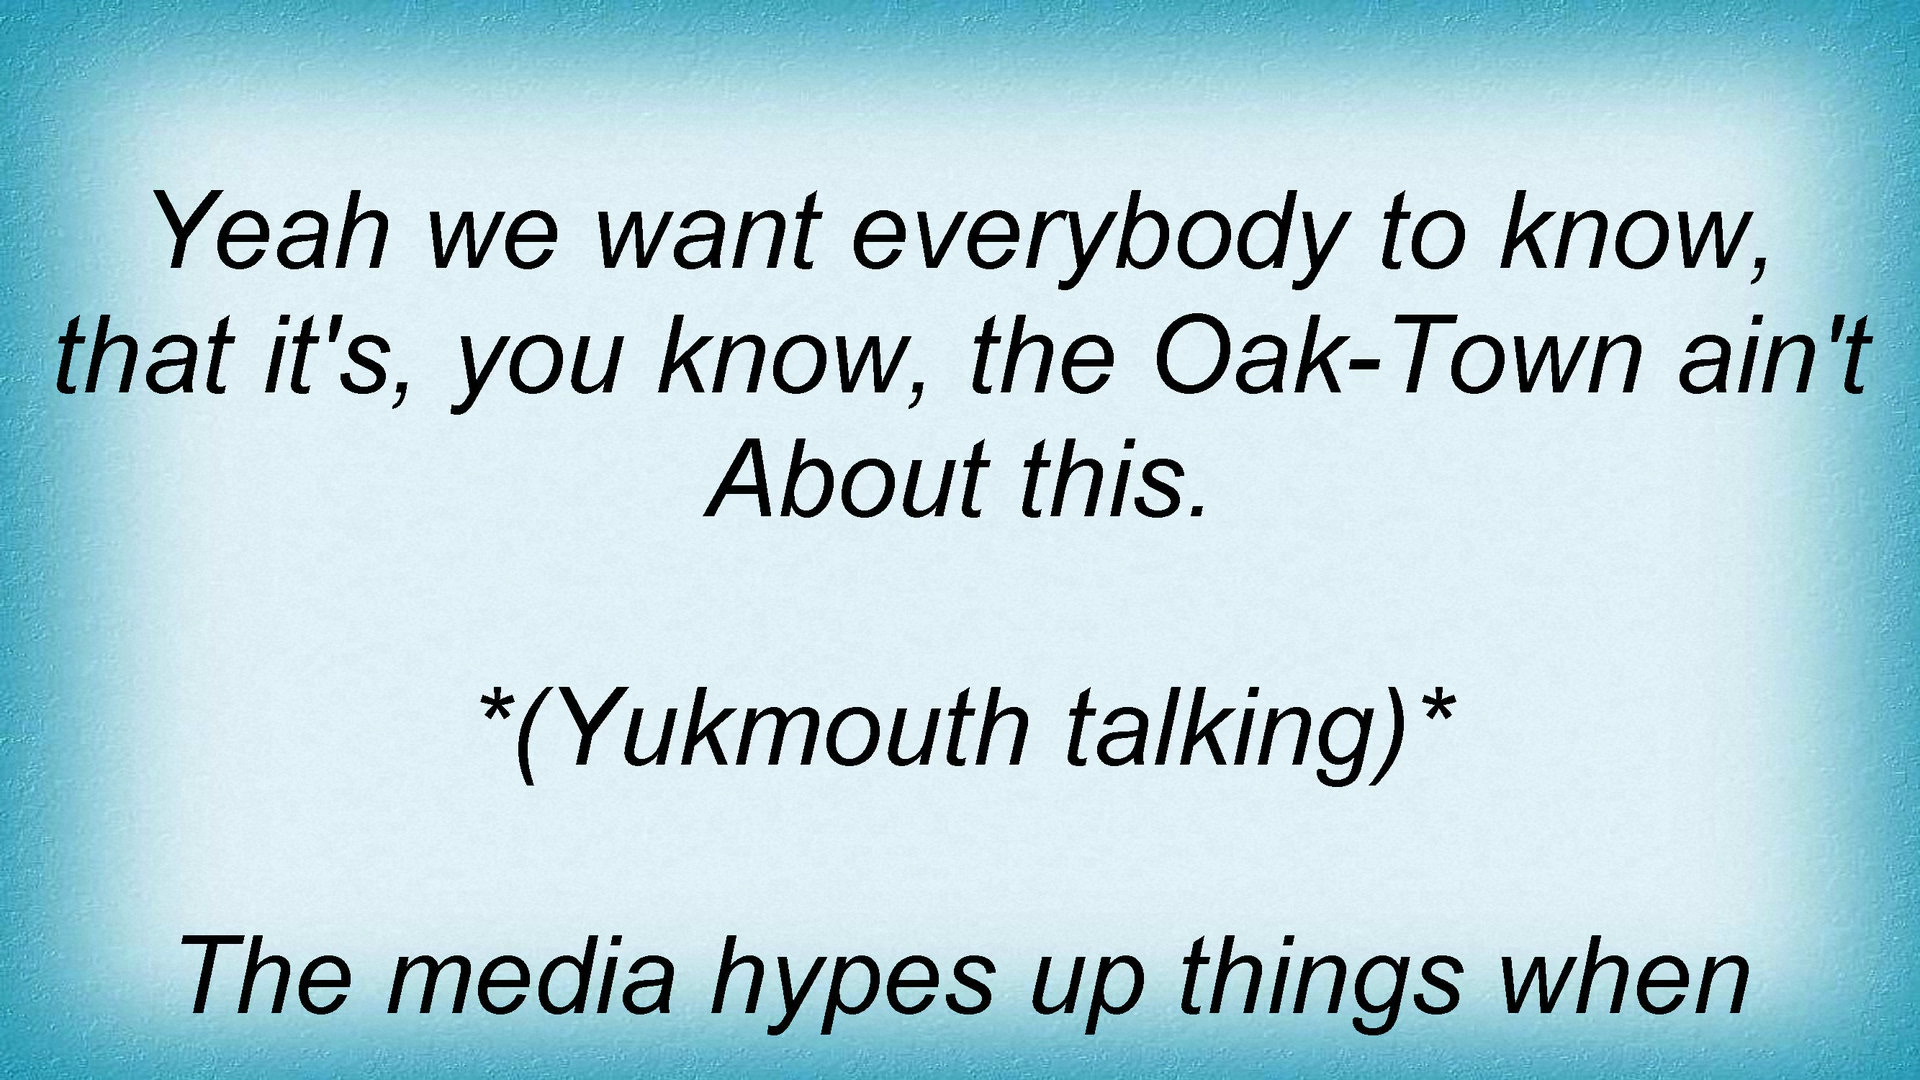 Yeah we want everybody to know,
that it's, you know, the Oak-Town ain't
About this.
*(Yukmouth talking)*
The media hypes up things when